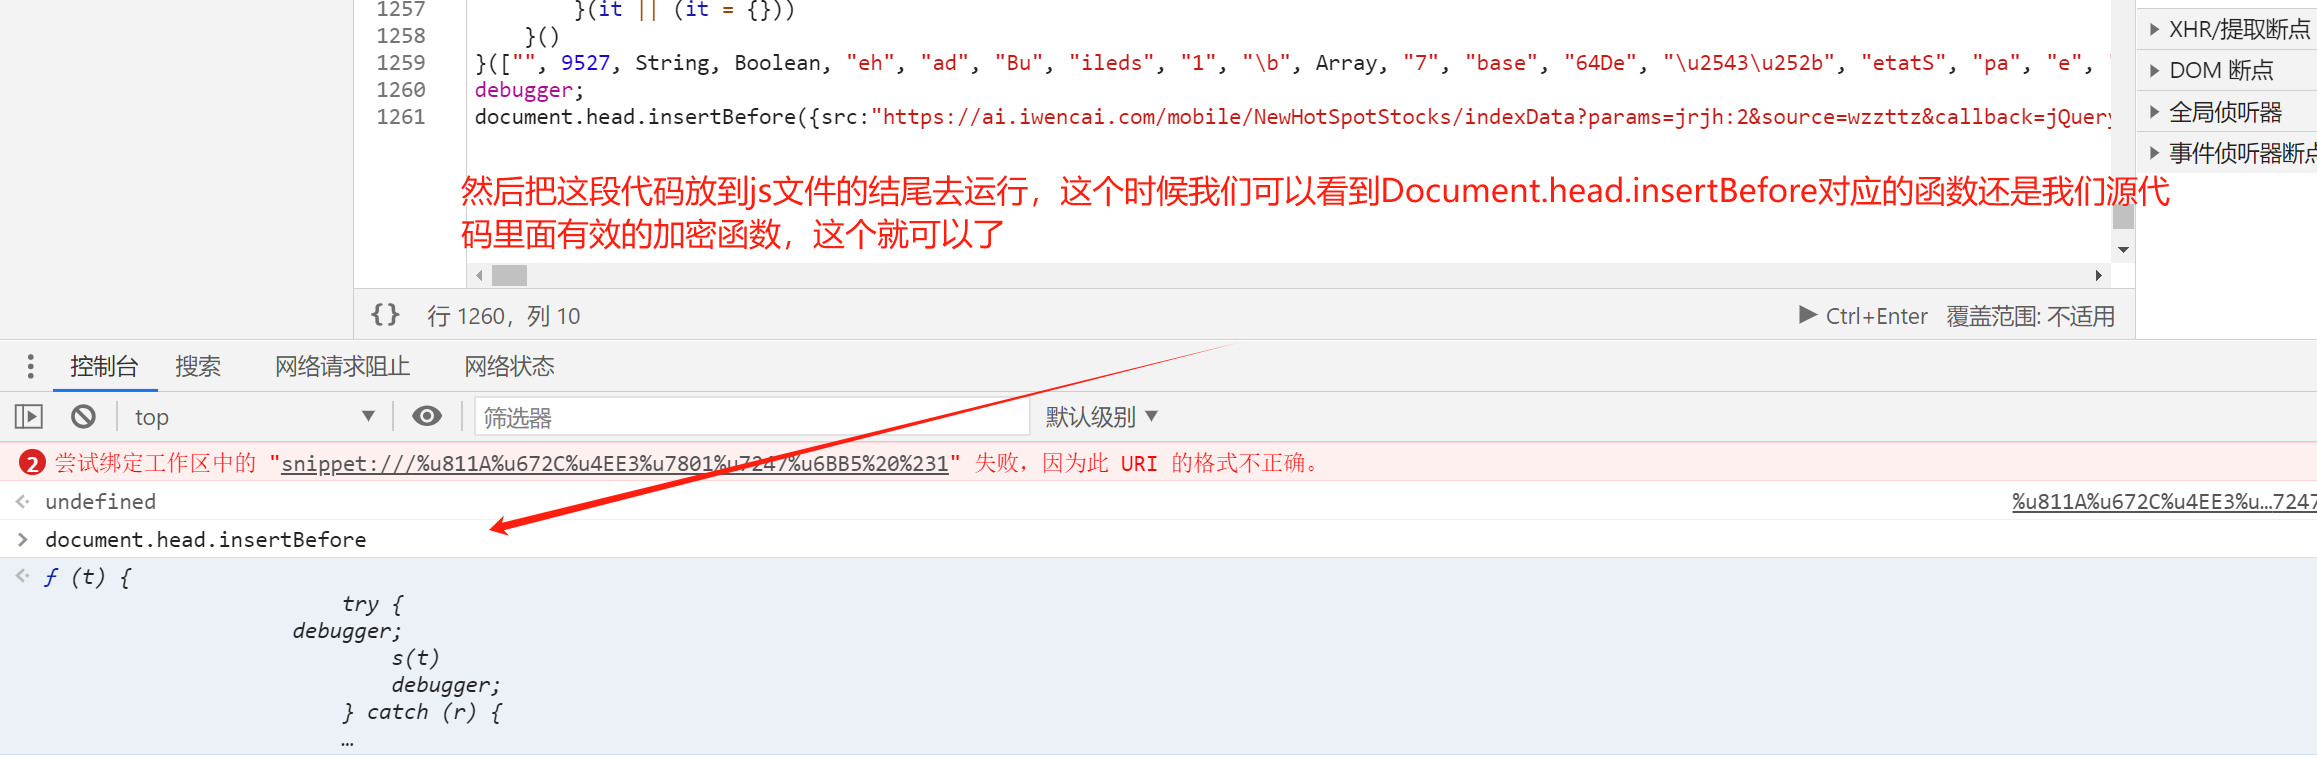 1257        }(it || (it = {}))
1258    }()
1259 }(["", 9527, String, Boolean, "eh", "ad", "Bu", "ileds", "1", "\b", Array, "7", "base", "64De", "\u2543\u252b", "etatS", "pa", "e",
1260 debugger;
1261 document.head.insertBefore({src:"https://ai.iwencai.com/mobile/NewHotSpotStocks/indexData?params=jrjh:2&source=wzzttz&callback=jQuery
XHR/提取断点
DOM 断点
全局侦听器
事件侦听器断点
然后把这段代码放到js文件的结尾去运行，这个时候我们可以看到Document.head.insertBefore对应的函数还是我们源代
码里面有效的加密函数，这个就可以了
{} 行 1260，列 10 Ctrl+Enter 覆盖范围: 不适用
控制台 搜索 网络请求阻止 网络状态
top 筛选器 默认级别
2 尝试绑定工作区中的 "snippet:///%u811A%u672C%u4EE3%u7801%u7247%u6BB5%20%231" 失败，因为此 URI 的格式不正确。
undefined %u811A%u672C%u4EE3%u…7247
> document.head.insertBefore
ƒ (t) {
try {
debugger;
s(t)
debugger;
} catch (r) {
…